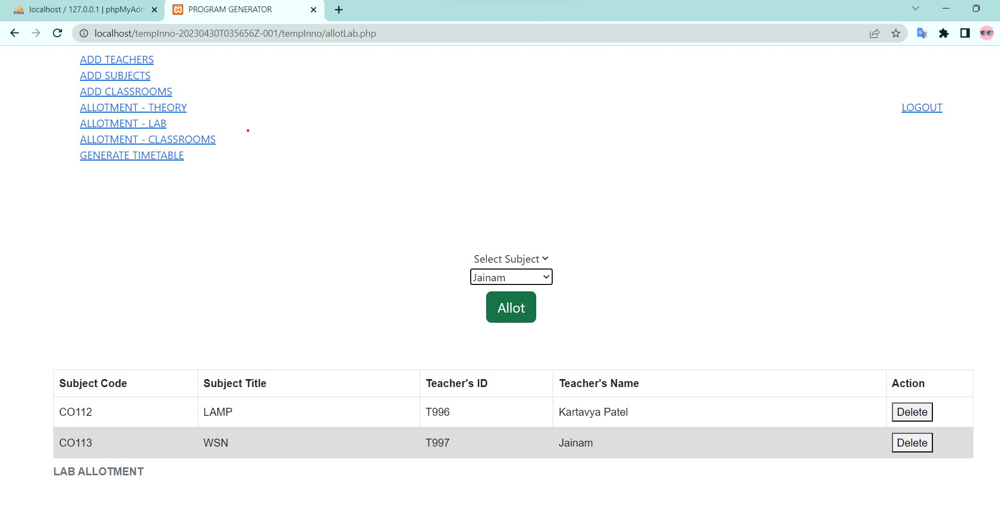 localhost / 127.0.0.1 | phpMyAdm
PROGRAM GENERATOR
localhost/tempInno-20230430T035656Z-001/tempInno/allotLab.php
ADD TEACHERS
ADD SUBJECTS
ADD CLASSROOMS
ALLOTMENT - THEORY
LOGOUT
ALLOTMENT - LAB
ALLOTMENT - CLASSROOMS
GENERATE TIMETABLE
Select Subject
Jainam
Allot
Subject Code Subject Title Teacher's ID Teacher's Name Action
CO112 LAMP T996 Kartavya Patel Delete
CO113 WSN T997 Jainam Delete
LAB ALLOTMENT